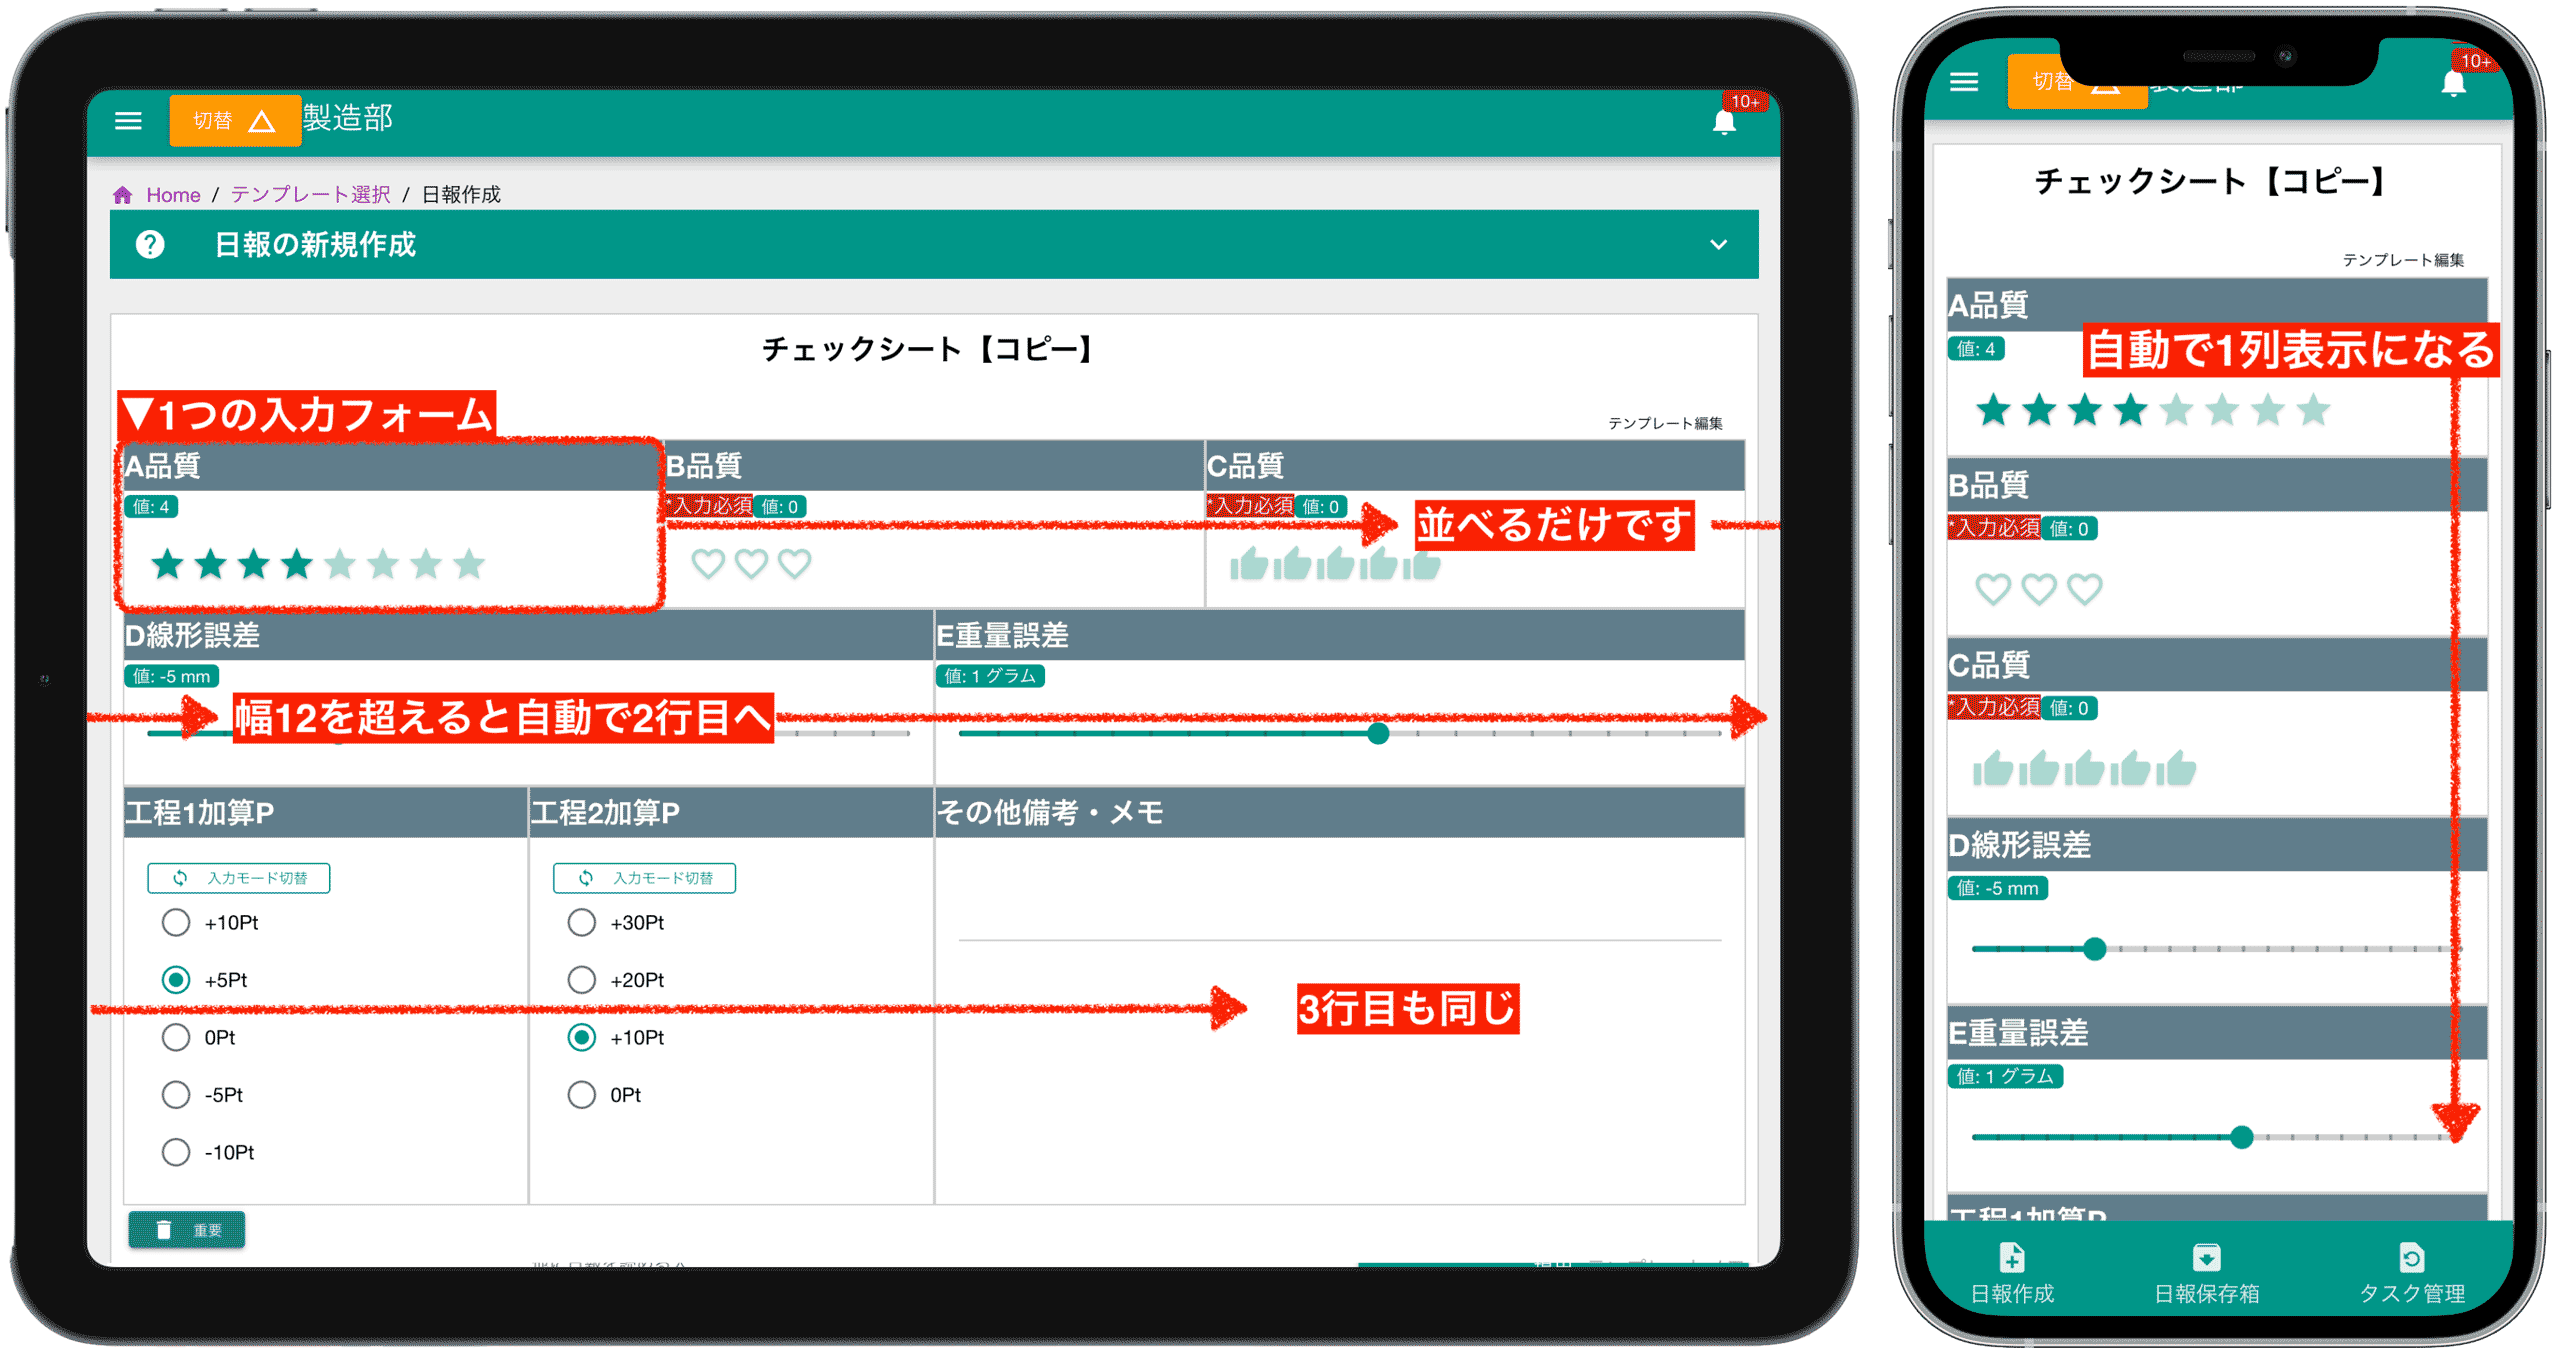 切替 製造部
10+
Home / テンプレート選択 / 日報作成
日報の新規作成
チェックシート【コピー】
▼1つの入力フォーム
テンプレート編集
A品質
B品質
C品質
値: 4
*入力必須 値: 0
*入力必須 値: 0
並べるだけです
D線形誤差
E重量誤差
値: -5 mm
値: 1 グラム
幅12を超えると自動で2行目へ
工程1加算P
工程2加算P
その他備考・メモ
入力モード切替
入力モード切替
+10Pt
+30Pt
+5Pt
+20Pt
3行目も同じ
0Pt
+10Pt
-5Pt
0Pt
-10Pt
重要
切替
10+
チェックシート【コピー】
テンプレート編集
A品質
自動で1列表示になる
値: 4
B品質
*入力必須 値: 0
C品質
*入力必須 値: 0
D線形誤差
値: -5 mm
E重量誤差
値: 1 グラム
工程1加算P
日報作成
日報保存箱
タスク管理